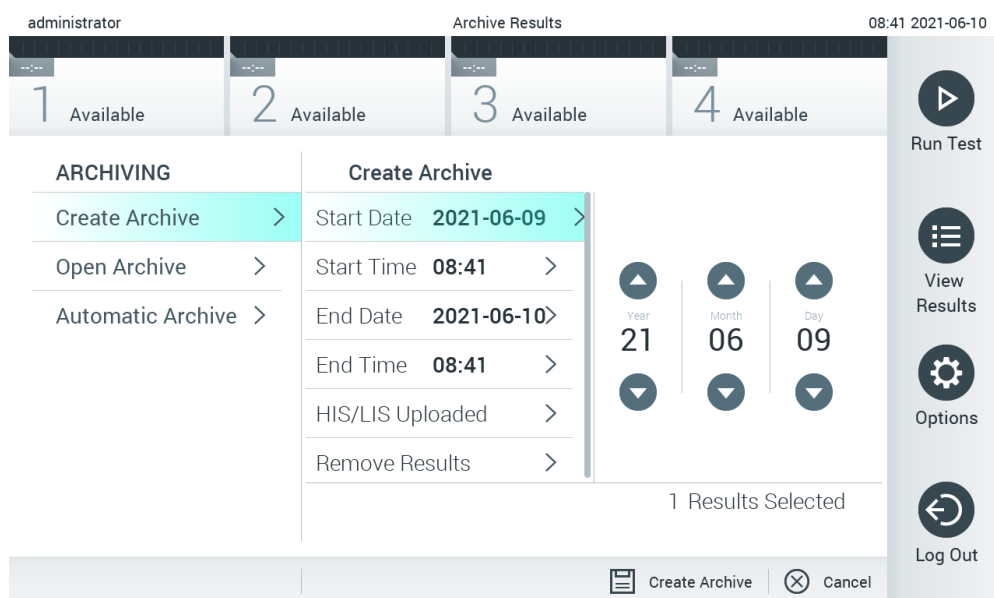 administrator Archive Results 08:41 2021-06-10
--:-- --:-- --:-- --:--
1 Available 2 Available 3 Available 4 Available
Run Test
ARCHIVING
Create Archive
Open Archive
Automatic Archive
Create Archive
Start Date 2021-06-09
Start Time 08:41
End Date 2021-06-10
End Time 08:41
HIS/LIS Uploaded
Remove Results
Year Month Day
21 06 09
1 Results Selected
View
Results
Options
Log Out
Create Archive Cancel